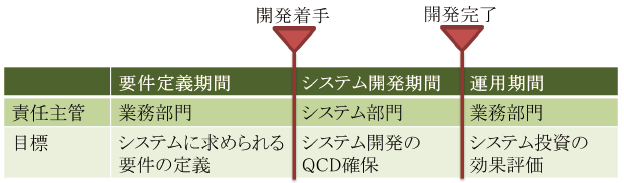 開発着手
開発完了
要件定義期間 システム開発期間 運用期間
責任主管 業務部門 システム部門 業務部門
目標 システムに求められる システム開発の システム投資の
要件の定義 QCD確保 効果評価